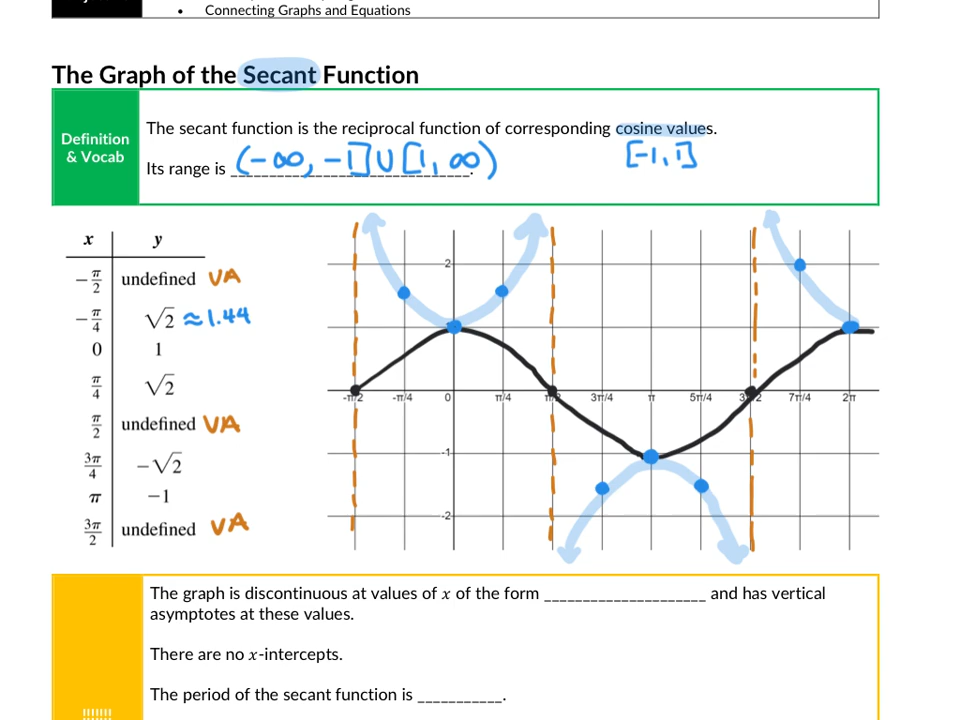 • Connecting Graphs and Equations
The Graph of the Secant Function
Definition & Vocab
The secant function is the reciprocal function of corresponding cosine values.
[-1, 1]
Its range is (-∞, -1] U [1, ∞).
x y
-π/2 undefined VA
-π/4 √2 ≈1.44
0 1
π/4 √2
π/2 undefined VA
3π/4 -√2
π -1
3π/2 undefined VA
2
-π/2 -π/4 0 π/4 π/2 3π/4 π 5π/4 3π/2 7π/4 2π
-1
-2
The graph is discontinuous at values of x of the form ____________________ and has vertical
asymptotes at these values.
There are no x-intercepts.
The period of the secant function is ___________.